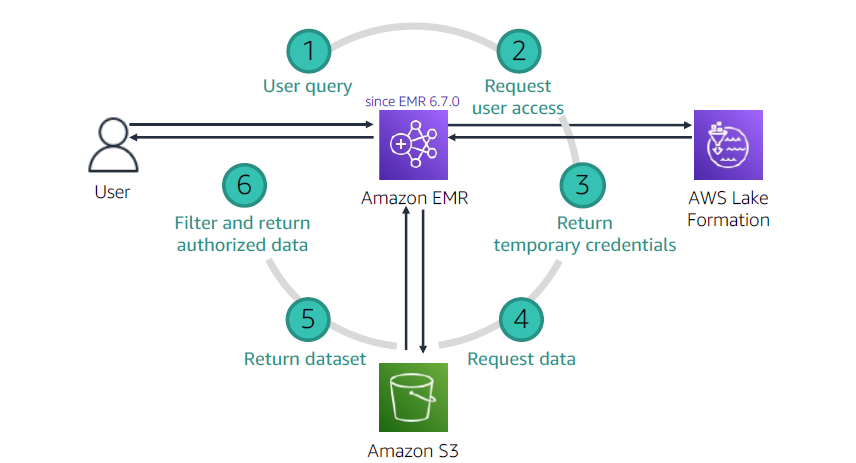 1
User query
2
Request
user access
since EMR 6.7.0
User
Amazon EMR
AWS Lake
Formation
3
Return
temporary credentials
6
Filter and return
authorized data
5
Return dataset
4
Request data
Amazon S3